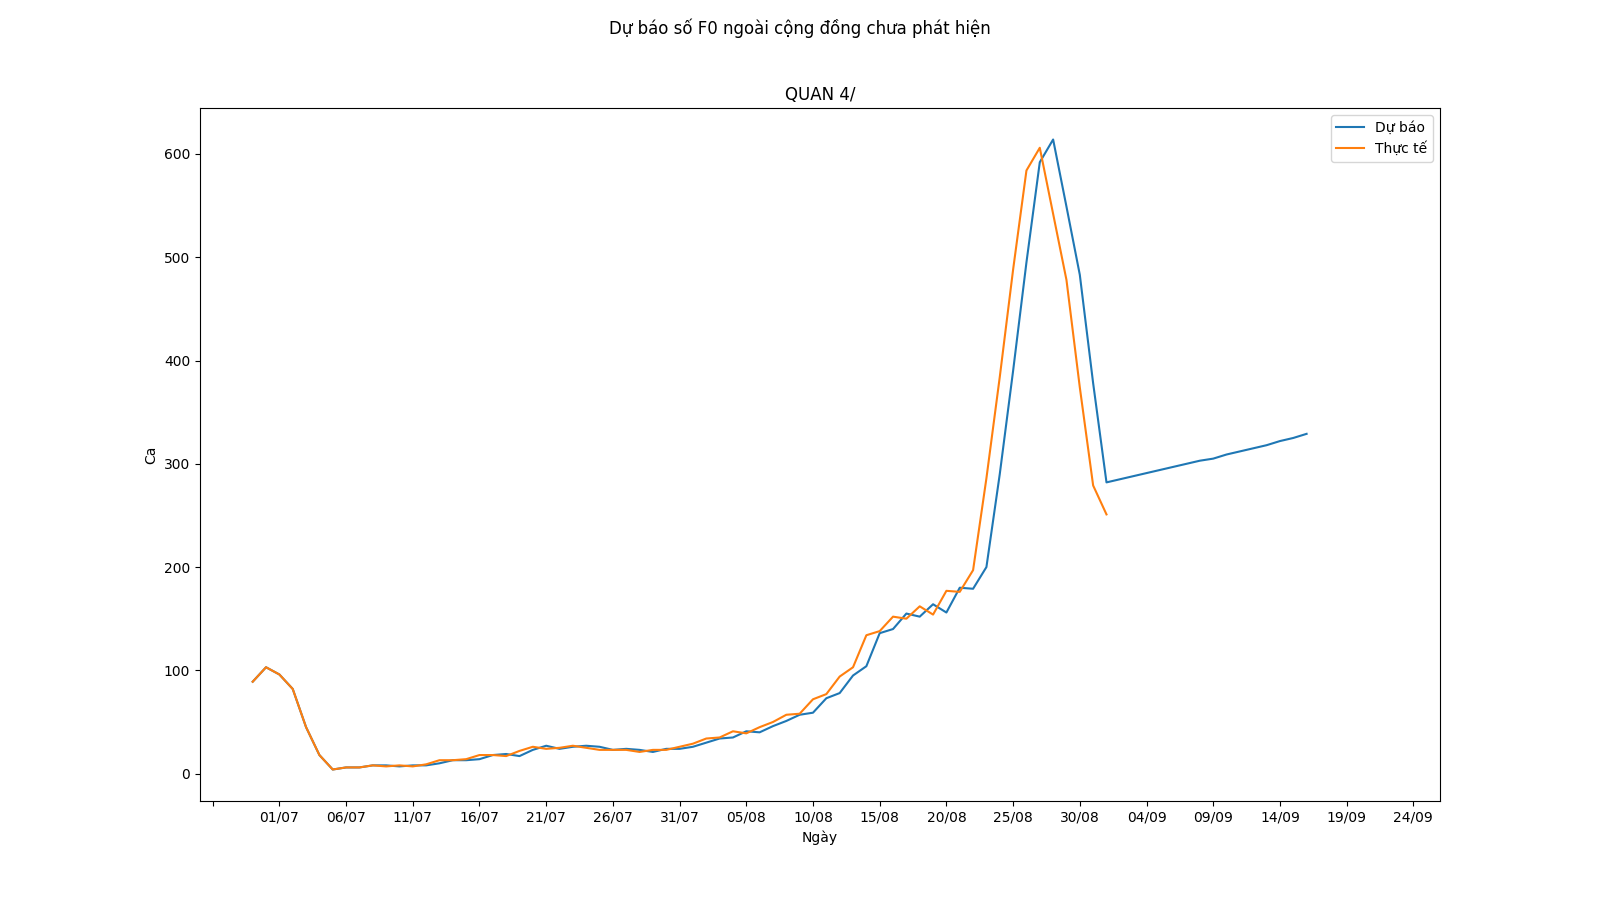 Dự báo số F0 ngoài cộng đồng chưa phát hiện
QUAN 4/
Dự báo
Thực tế
600
500
400
300
200
100
0
Ca
01/07 06/07 11/07 16/07 21/07 26/07 31/07 05/08 10/08 15/08 20/08 25/08 30/08 04/09 09/09 14/09 19/09 24/09
Ngày